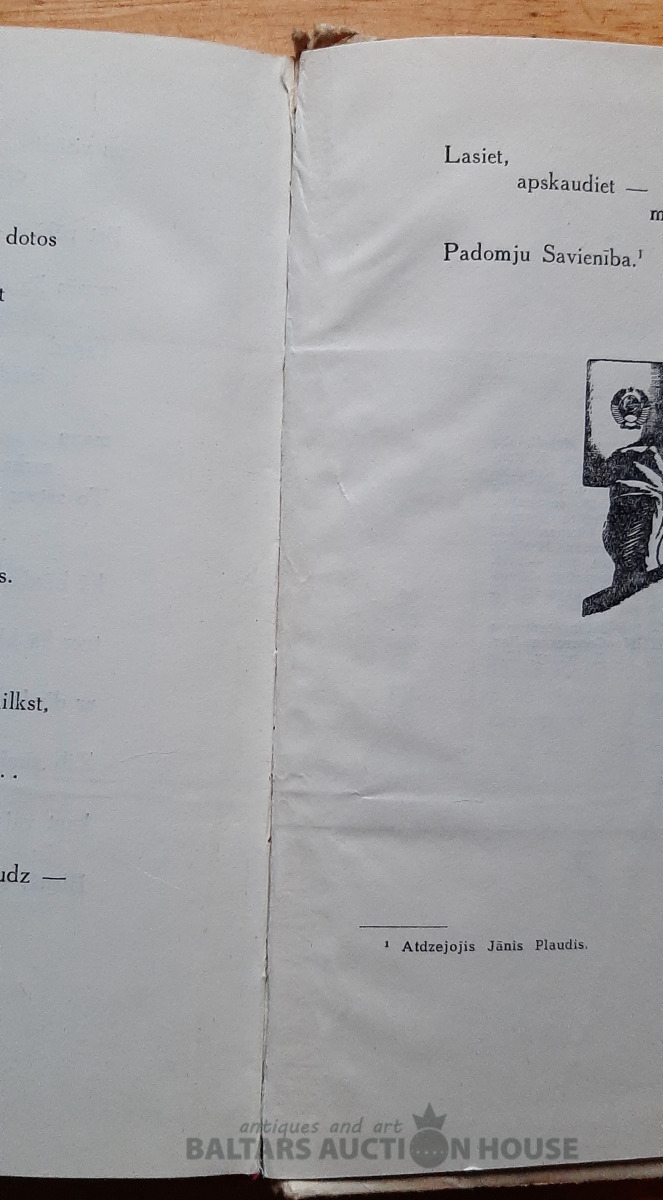 dotos
t
s.
ilkst,
. .
udz —
Lasiet,
apskaudiet —
m
Padomju Savienība.¹
¹ Atdzejojis Jānis Plaudis.
antiques and art
BALTARS AUCTION HOUSE